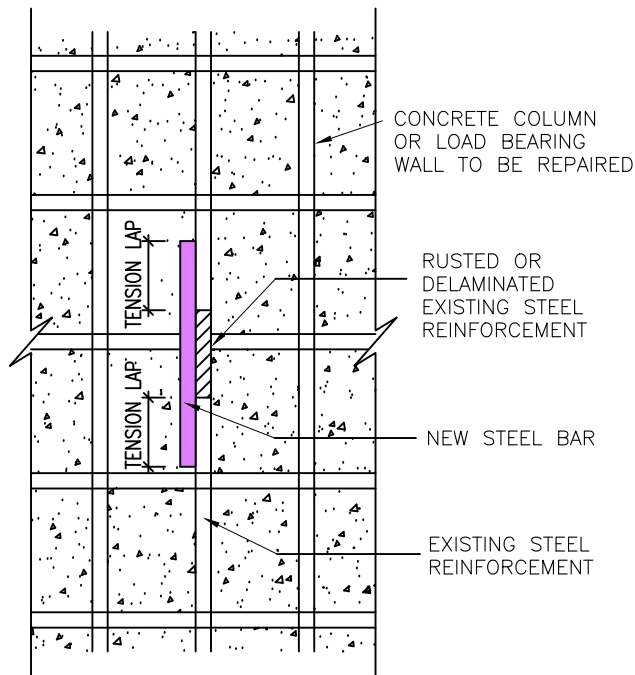 CONCRETE COLUMN
OR LOAD BEARING
WALL TO BE REPAIRED
TENSION LAP
RUSTED OR
DELAMINATED
EXISTING STEEL
REINFORCEMENT
TENSION LAP
NEW STEEL BAR
EXISTING STEEL
REINFORCEMENT